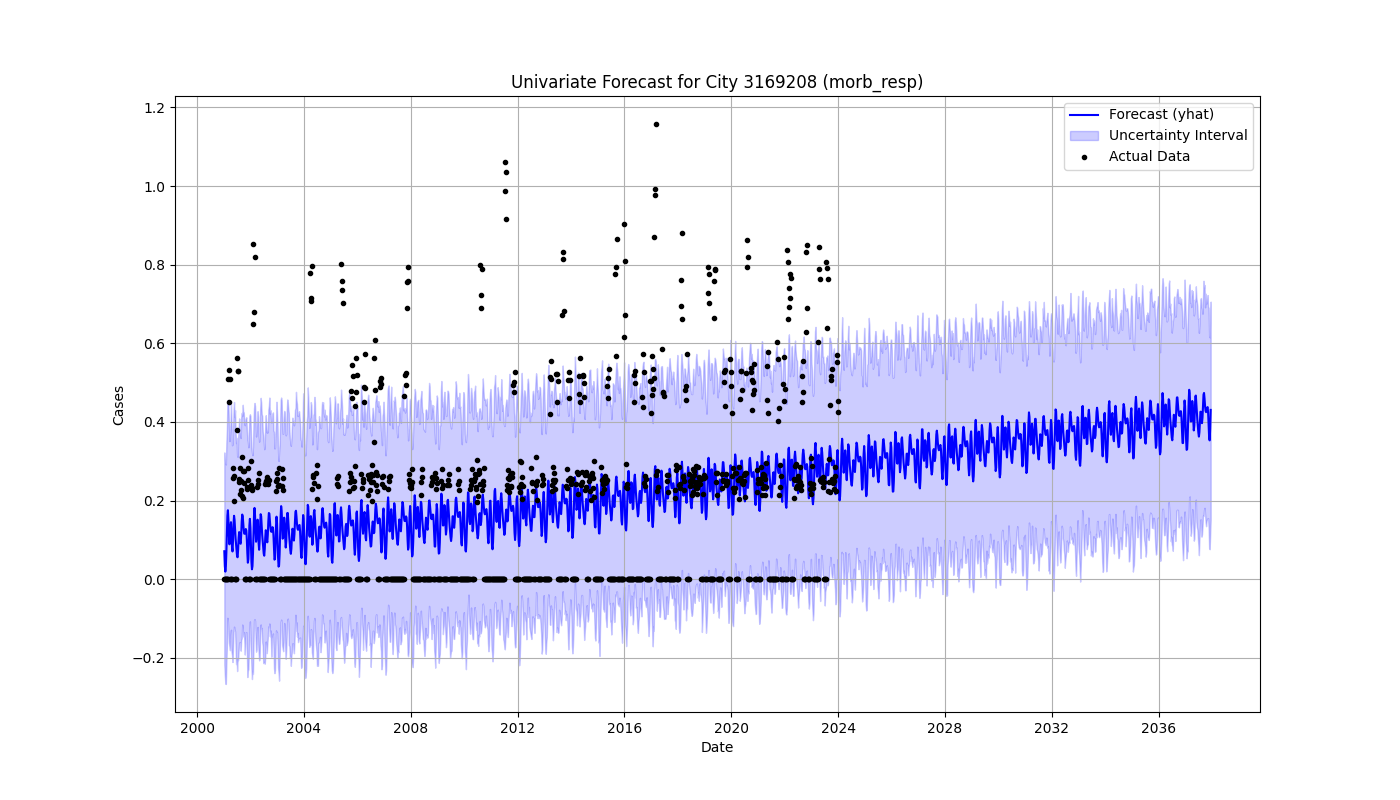 Univariate Forecast for City 3169208 (morb_resp)
Forecast (yhat)
Uncertainty Interval
Actual Data
Cases
1.2
1.0
0.8
0.6
0.4
0.2
0.0
−0.2
2000 2004 2008 2012 2016 2020 2024 2028 2032 2036
Date